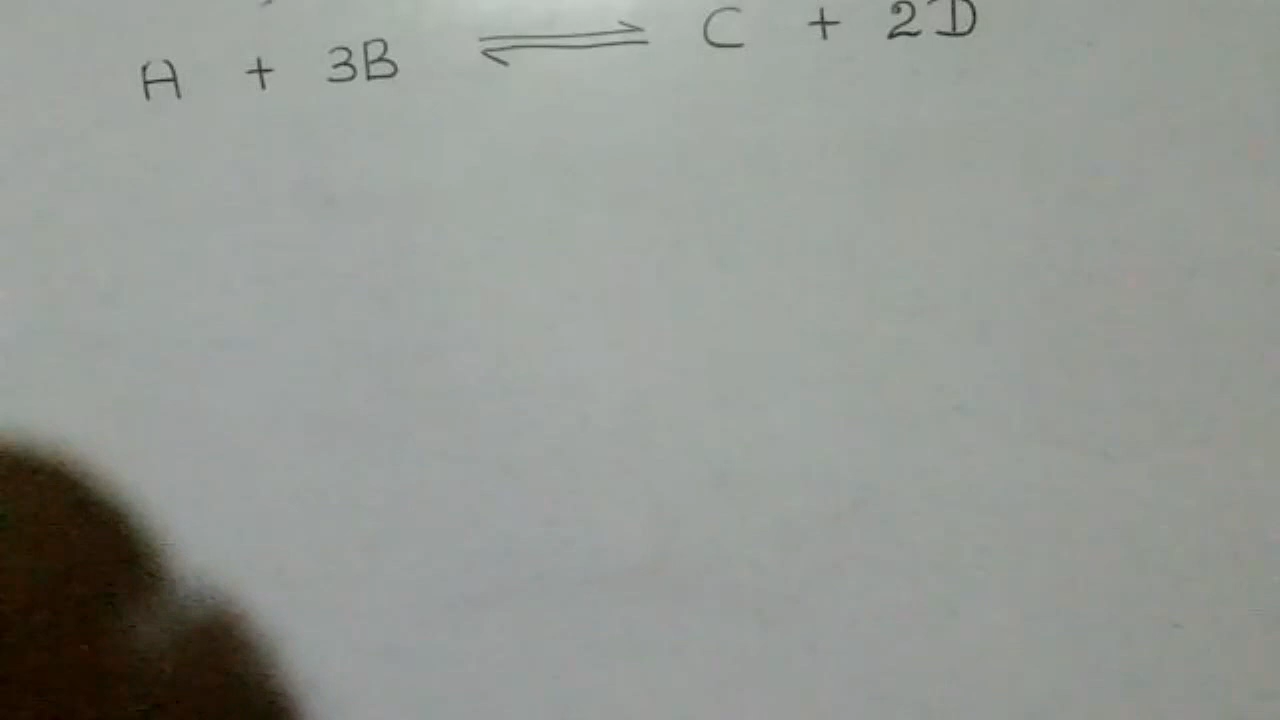 A + 3B ⇌ C + 2D